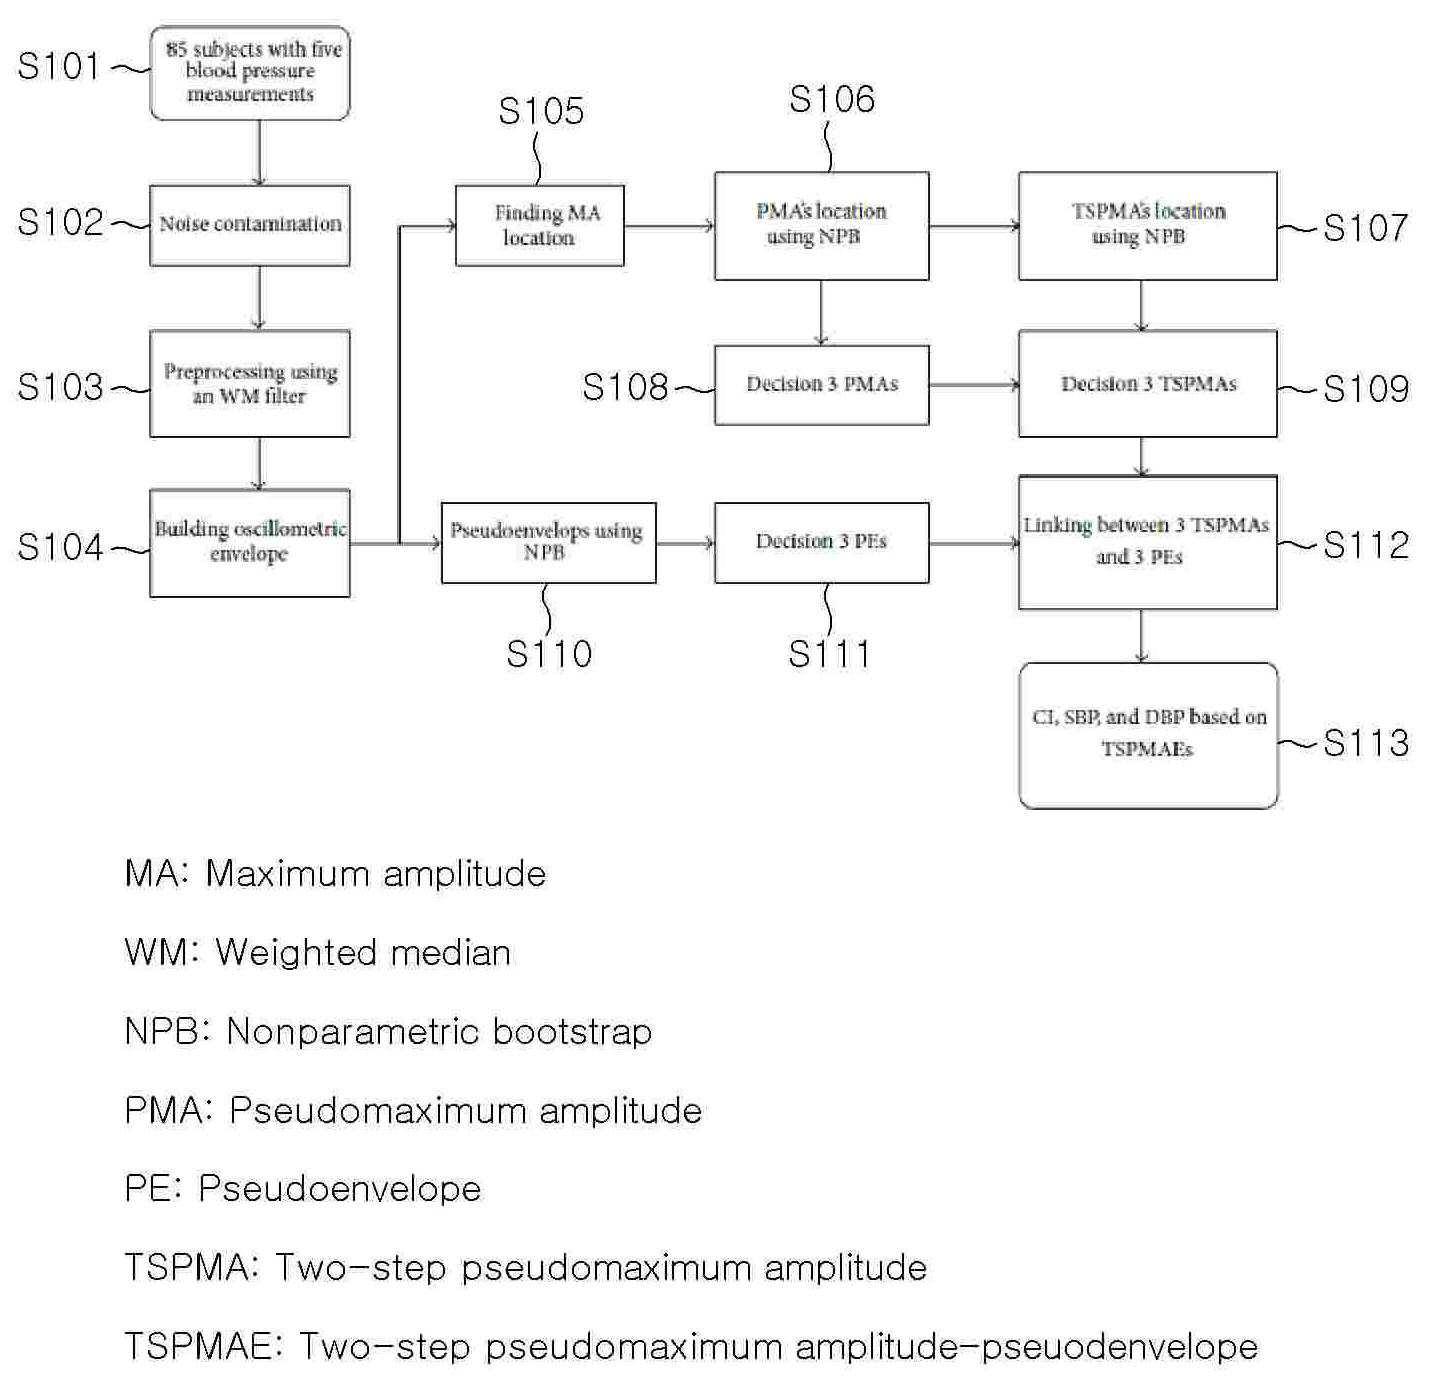 S101
85 subjects with five
blood pressure
measurements
S102
Noise contamination
S103
Preprocessing using
an WM filter
S104
Building oscillometric
envelope
S105
Finding MA
location
S106
PMA's location
using NPB
TSPMA's location
using NPB
S107
S108
Decision 3 PMAs
Decision 3 TSPMAs
S109
Pseudoenvelops using
NPB
S110
Decision 3 PEs
S111
Linking between 3 TSPMAs
and 3 PEs
S112
CI, SBP, and DBP based on
TSPMAEs
S113
MA: Maximum amplitude
WM: Weighted median
NPB: Nonparametric bootstrap
PMA: Pseudomaximum amplitude
PE: Pseudoenvelope
TSPMA: Two-step pseudomaximum amplitude
TSPMAE: Two-step pseudomaximum amplitude-pseuodenvelope